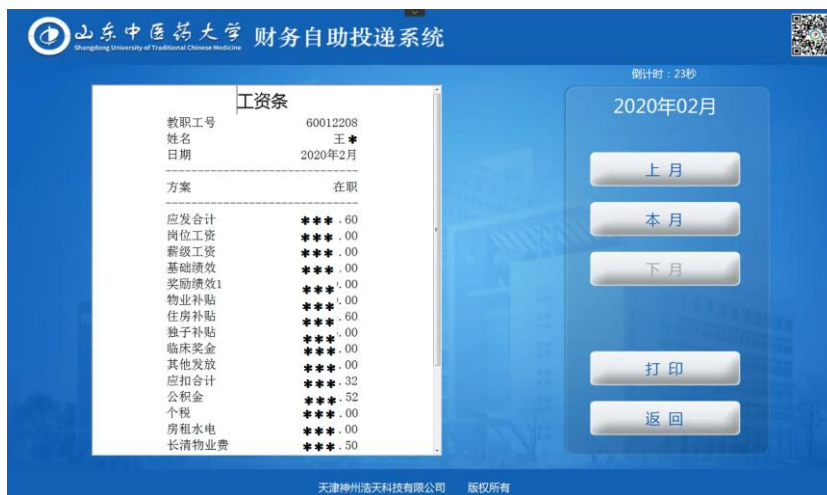 山东中医药大学 财务自助投递系统
Shangdong University of Traditional Chinese Medicine
倒计时：23秒
工资条
教职工号 60012208
姓名 王*
日期 2020年2月
方案 在职
应发合计 ***.60
岗位工资 ***.00
薪级工资 ***.00
基础绩效 ***.00
奖励绩效1 ***.00
物业补贴 ***.00
住房补贴 ***.60
独子补贴 ***.00
临床奖金 ***.00
其他发放 ***.00
应扣合计 ***.32
公积金 ***.52
个税 ***.00
房租水电 ***.00
长清物业费 ***.50
2020年02月
上月
本月
下月
打印
返回
天津神州浩天科技有限公司 版权所有